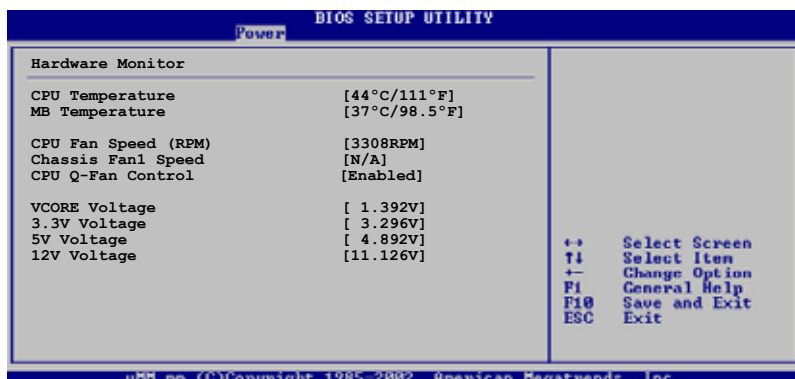 BIOS SETUP UTILITY
Power
Hardware Monitor
CPU Temperature [44°C/111°F]
MB Temperature [37°C/98.5°F]
CPU Fan Speed (RPM) [3308RPM]
Chassis Fan1 Speed [N/A]
CPU Q-Fan Control [Enabled]
VCORE Voltage [ 1.392V]
3.3V Voltage [ 3.296V]
5V Voltage [ 4.892V]
12V Voltage [11.126V]
↔ Select Screen
↑↓ Select Item
+- Change Option
F1 General Help
F10 Save and Exit
ESC Exit
(C)Copyright 1985-2002, American Megatrends, Inc